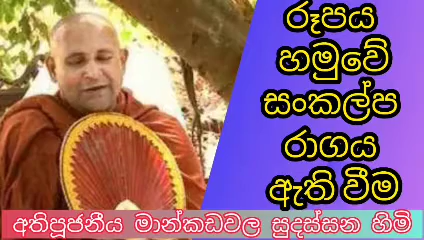 රූපය
හමුවේ
සංකල්ප
රාගය
ඇති වීම
අතිපූජනීය මාන්කඩවල සුදස්සන හිමි